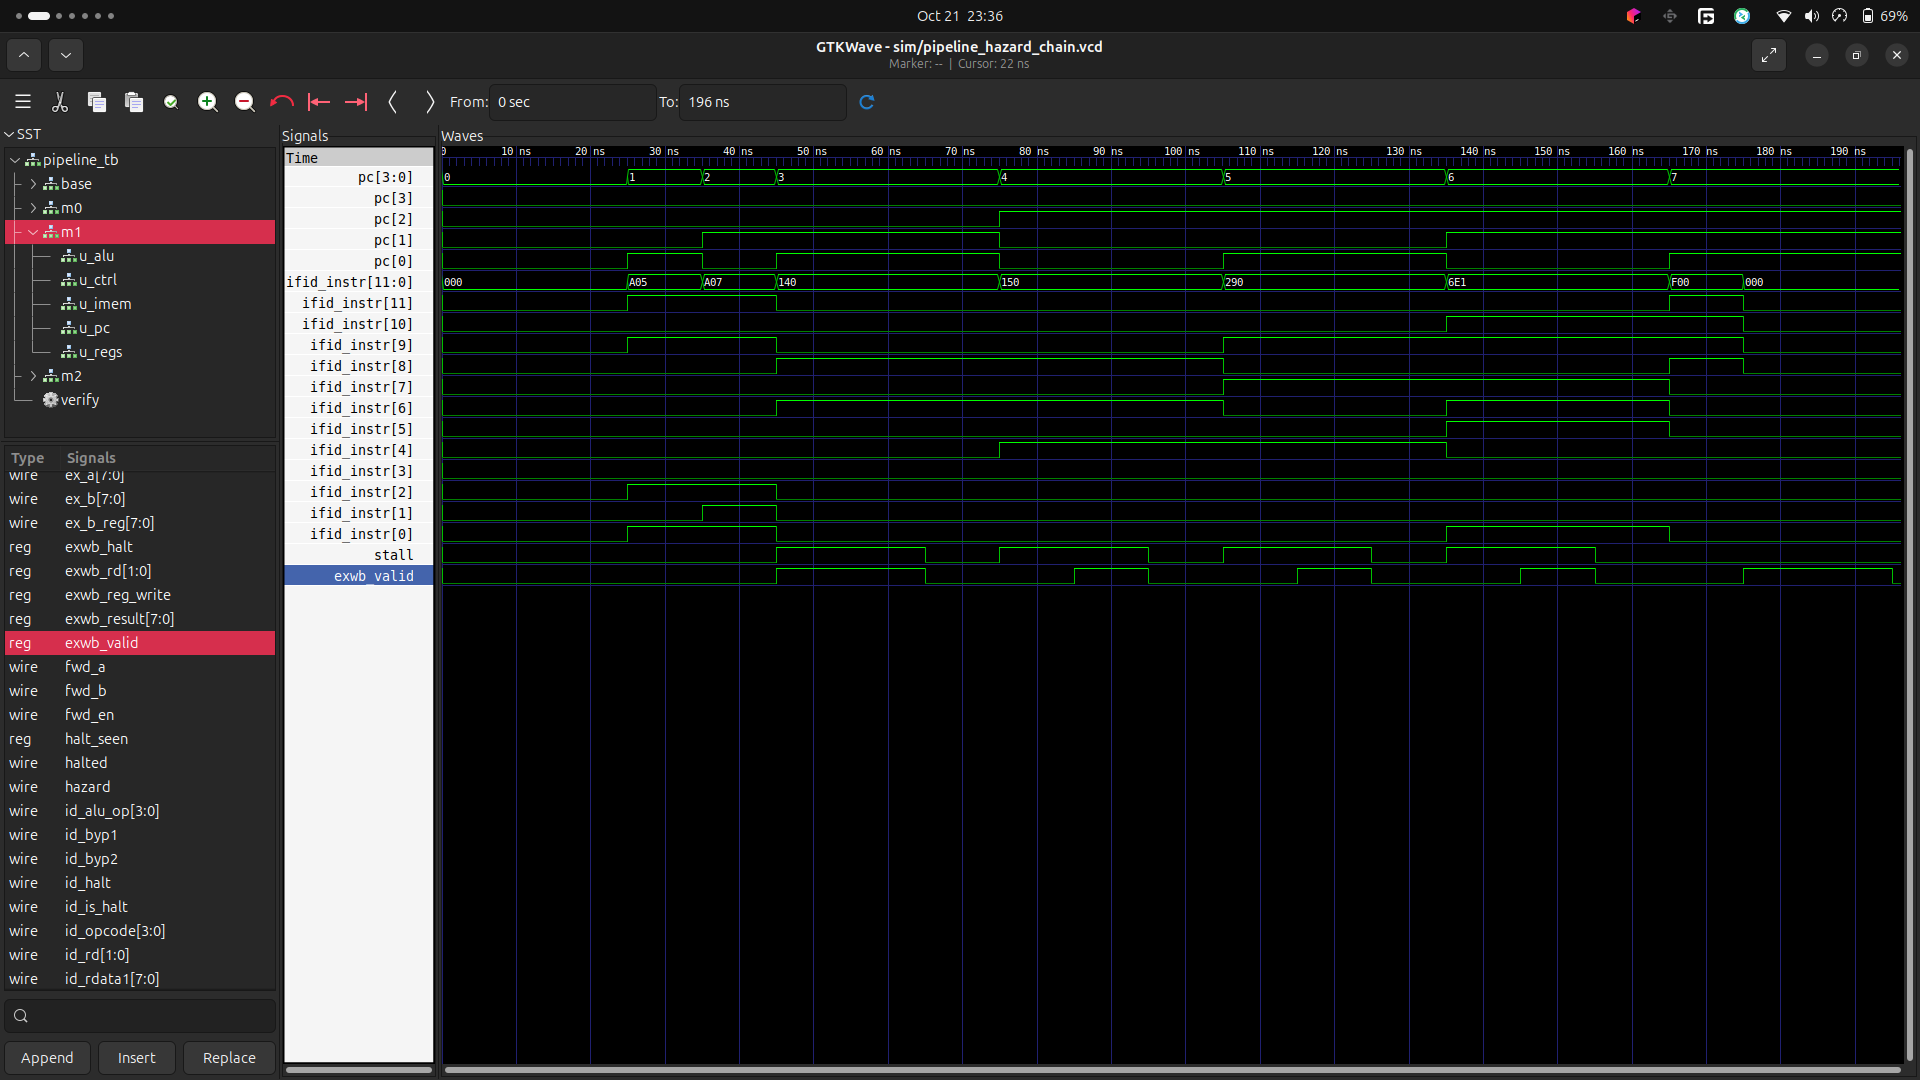 Oct 21 23:36
69%
GTKWave - sim/pipeline_hazard_chain.vcd
Marker: -- | Cursor: 22 ns
From: 0 sec To: 196 ns
SST
pipeline_tb
base
m0
m1
u_alu
u_ctrl
u_imem
u_pc
u_regs
m2
verify
Type Signals
wire ex_a[7:0]
wire ex_b[7:0]
wire ex_b_reg[7:0]
reg exwb_halt
reg exwb_rd[1:0]
reg exwb_reg_write
reg exwb_result[7:0]
reg exwb_valid
wire fwd_a
wire fwd_b
wire fwd_en
reg halt_seen
wire halted
wire hazard
wire id_alu_op[3:0]
wire id_byp1
wire id_byp2
wire id_halt
wire id_is_halt
wire id_opcode[3:0]
wire id_rd[1:0]
wire id_rdata1[7:0]
Append Insert Replace
Signals
Time
pc[3:0]
pc[3]
pc[2]
pc[1]
pc[0]
ifid_instr[11:0]
ifid_instr[11]
ifid_instr[10]
ifid_instr[9]
ifid_instr[8]
ifid_instr[7]
ifid_instr[6]
ifid_instr[5]
ifid_instr[4]
ifid_instr[3]
ifid_instr[2]
ifid_instr[1]
ifid_instr[0]
stall
exwb_valid
Waves
0 10 ns 20 ns 30 ns 40 ns 50 ns 60 ns 70 ns 80 ns 90 ns 100 ns 110 ns 120 ns 130 ns 140 ns 150 ns 160 ns 170 ns 180 ns 190 ns
0 1 2 3 4 5 6 7
000 A05 A07 140 150 290 6E1 F00 000